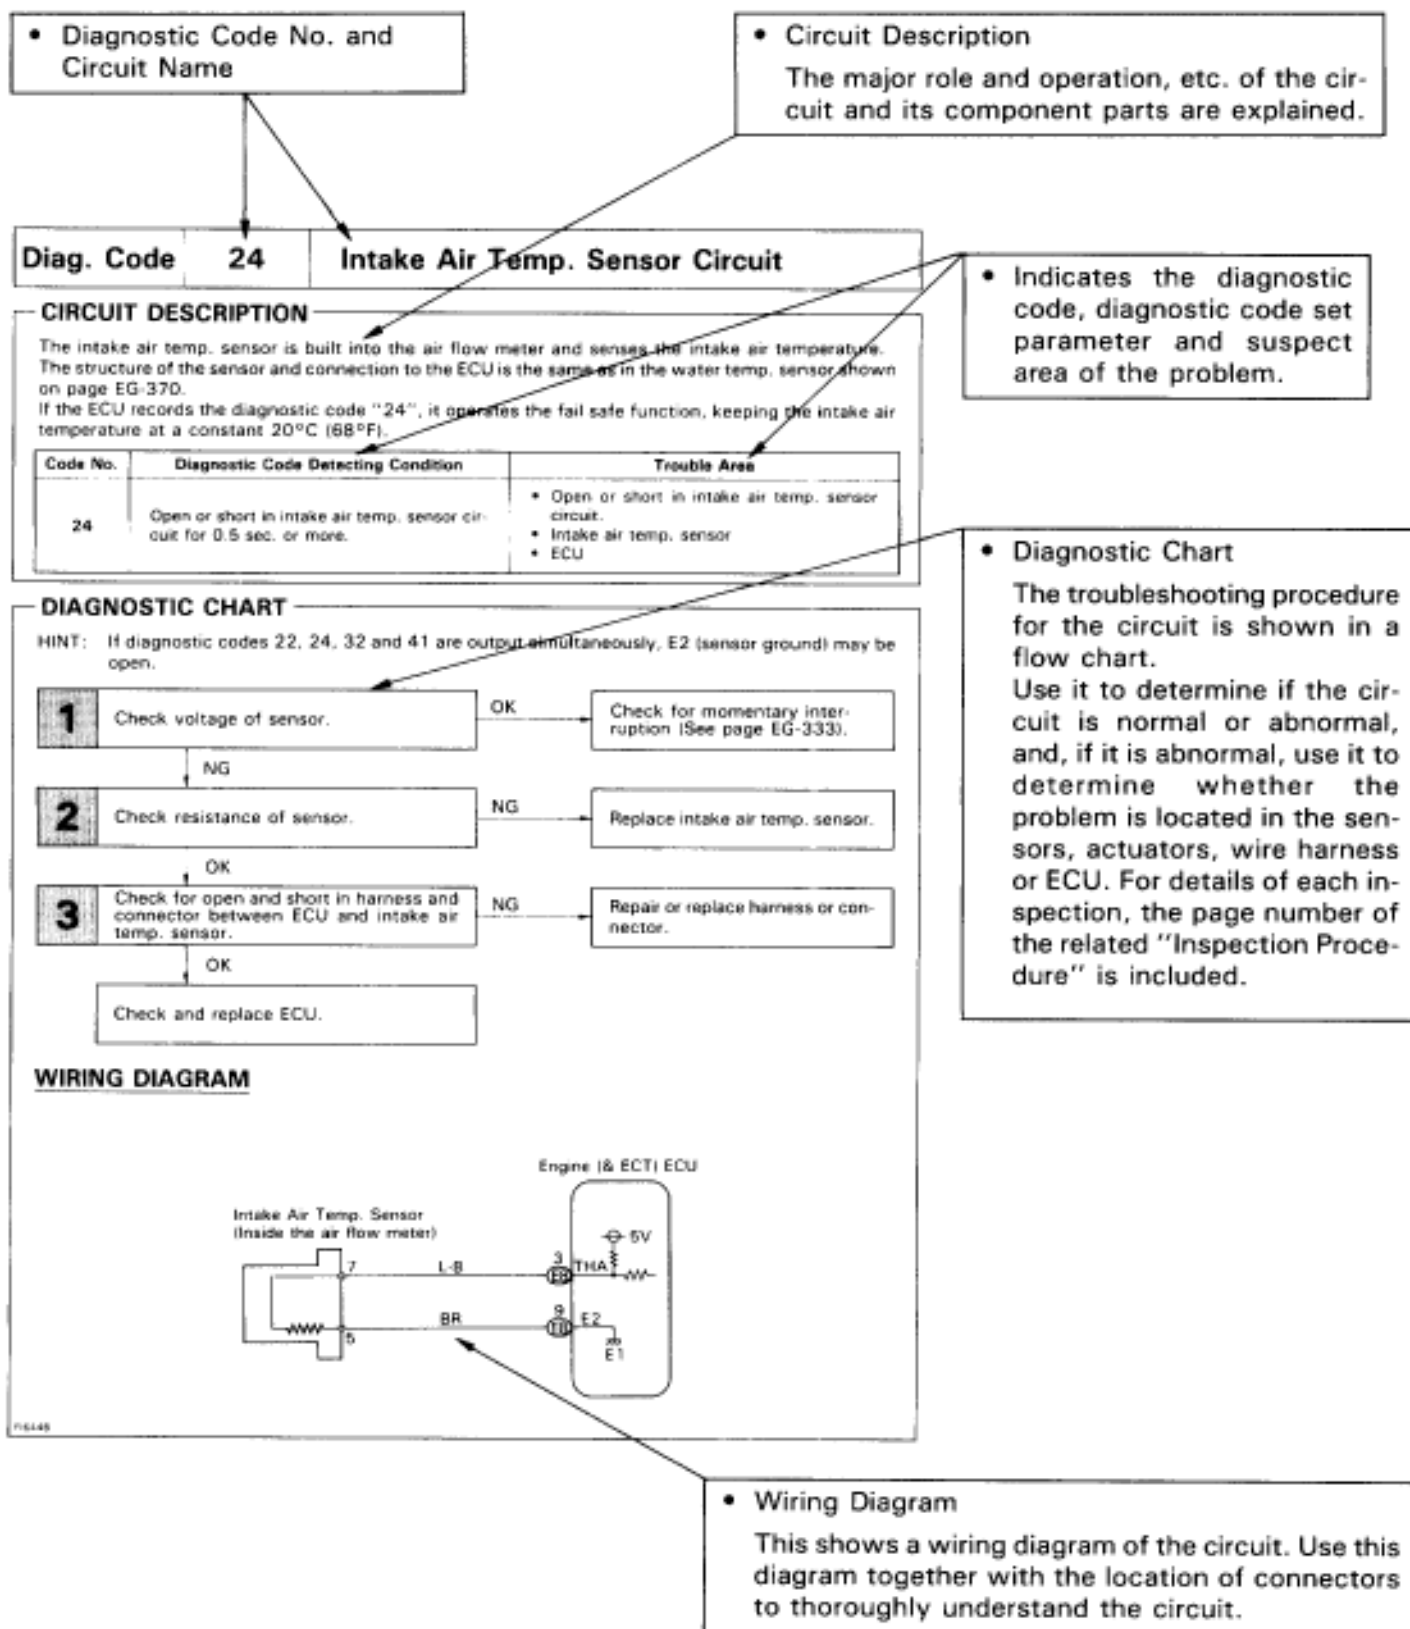 • Diagnostic Code No. and
Circuit Name
• Circuit Description
The major role and operation, etc. of the cir-
cuit and its component parts are explained.
Diag. Code 24 Intake Air Temp. Sensor Circuit
• Indicates the diagnostic
code, diagnostic code set
parameter and suspect
area of the problem.
CIRCUIT DESCRIPTION
The intake air temp. sensor is built into the air flow meter and senses the intake air temperature.
The structure of the sensor and connection to the ECU is the same as in the water temp. sensor shown
on page EG-370.
If the ECU records the diagnostic code "24", it operates the fail safe function, keeping the intake air
temperature at a constant 20°C (68°F).
Code No. Diagnostic Code Detecting Condition Trouble Area
24
Open or short in intake air temp. sensor cir-
cuit for 0.5 sec. or more.
• Open or short in intake air temp. sensor
circuit.
• Intake air temp. sensor
• ECU
• Diagnostic Chart
The troubleshooting procedure
for the circuit is shown in a
flow chart.
Use it to determine if the cir-
cuit is normal or abnormal,
and, if it is abnormal, use it to
determine whether the
problem is located in the sen-
sors, actuators, wire harness
or ECU. For details of each in-
spection, the page number of
the related "Inspection Proce-
dure" is included.
DIAGNOSTIC CHART
HINT: If diagnostic codes 22, 24, 32 and 41 are output simultaneously, E2 (sensor ground) may be
open.
1 Check voltage of sensor.
OK
Check for momentary inter-
ruption (See page EG-333).
NG
2 Check resistance of sensor.
NG
Replace intake air temp. sensor.
OK
3 Check for open and short in harness and
connector between ECU and intake air
temp. sensor.
NG
Repair or replace harness or con-
nector.
OK
Check and replace ECU.
WIRING DIAGRAM
Engine (& ECT) ECU
Intake Air Temp. Sensor
(Inside the air flow meter)
5V
7 L-B 3 THA
5 BR 9 E2
E1
• Wiring Diagram
This shows a wiring diagram of the circuit. Use this
diagram together with the location of connectors
to thoroughly understand the circuit.